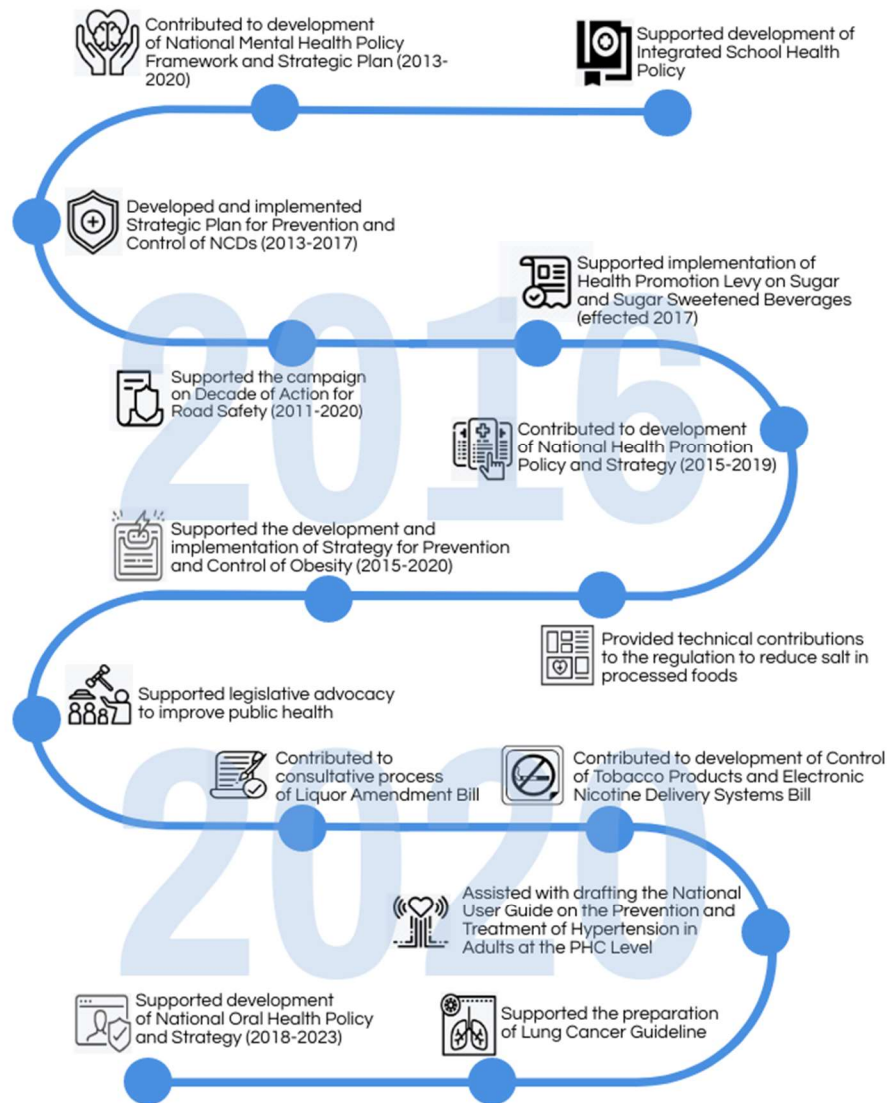 Contributed to development
of National Mental Health Policy
Framework and Strategic Plan (2013-
2020)
Supported development of
Integrated School Health
Policy
Developed and implemented
Strategic Plan for Prevention and
Control of NCDs (2013-2017)
Supported implementation of
Health Promotion Levy on Sugar
and Sugar Sweetened Beverages
(effected 2017)
2016
Supported the campaign
on Decade of Action for
Road Safety (2011-2020)
Contributed to development
of National Health Promotion
Policy and Strategy (2015-2019)
Supported the development and
implementation of Strategy for Prevention
and Control of Obesity (2015-2020)
Provided technical contributions
to the regulation to reduce salt in
processed foods
Supported legislative advocacy
to improve public health
Contributed to
consultative process
of Liquor Amendment Bill
Contributed to development of Control
of Tobacco Products and Electronic
Nicotine Delivery Systems Bill
2020
Assisted with drafting the National
User Guide on the Prevention and
Treatment of Hypertension in
Adults at the PHC Level
Supported development
of National Oral Health Policy
and Strategy (2018-2023)
Supported the preparation
of Lung Cancer Guideline